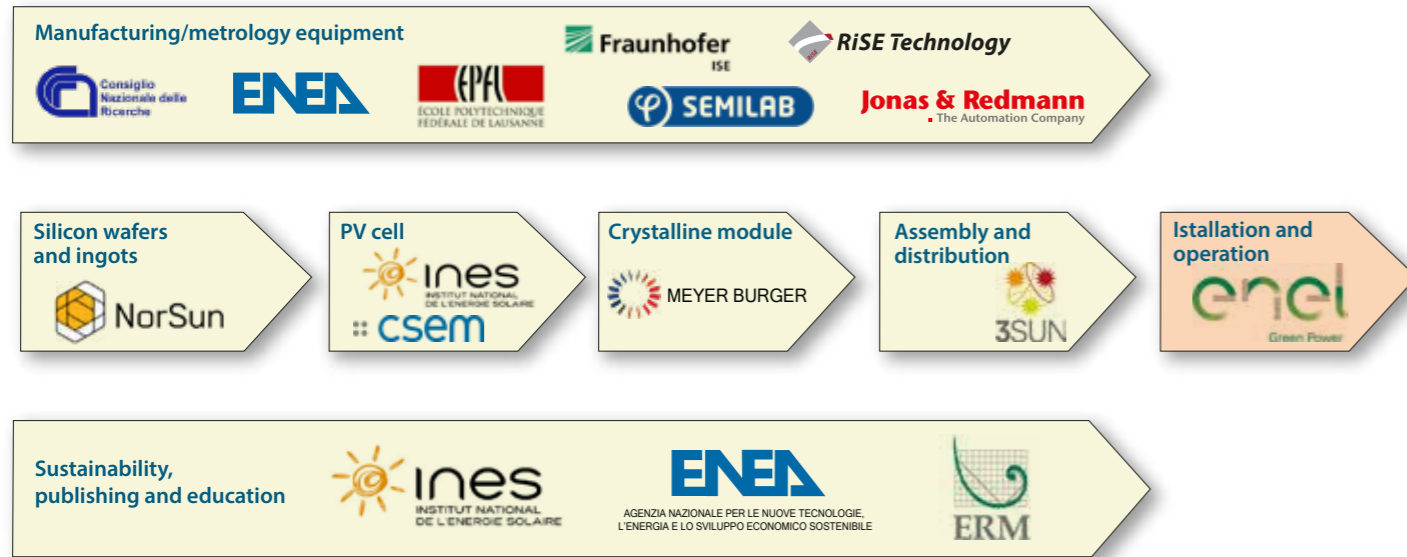 Manufacturing/metrology equipment
Consiglio
Nazionale delle
Ricerche
ENEA
EPFL
ECOLE POLYTECHNIQUE
FÉDÉRALE DE LAUSANNE
Fraunhofer
ISE
φ SEMILAB
RISE
RiSE Technology
Jonas & Redmann
The Automation Company
Silicon wafers
and ingots
NorSun
PV cell
ines
INSTITUT NATIONAL
DE L'ENERGIE SOLAIRE
:: csem
Crystalline module
MEYER BURGER
Assembly and
distribution
3SUN
Istallation and
operation
enel
Green Power
Sustainability,
publishing and education
ines
INSTITUT NATIONAL
DE L'ENERGIE SOLAIRE
ENEA
AGENZIA NAZIONALE PER LE NUOVE TECNOLOGIE,
L'ENERGIA E LO SVILUPPO ECONOMICO SOSTENIBILE
ERM